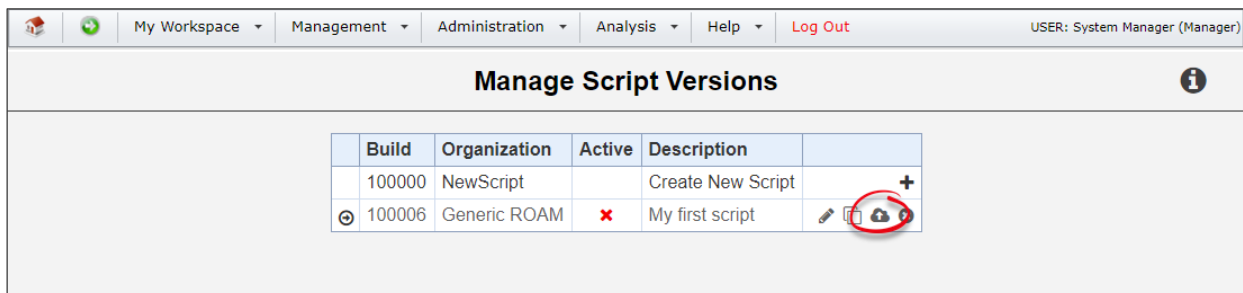 My Workspace Management Administration Analysis Help Log Out USER: System Manager (Manager)
Manage Script Versions
Build Organization Active Description
100000 NewScript Create New Script
100006 Generic ROAM My first script